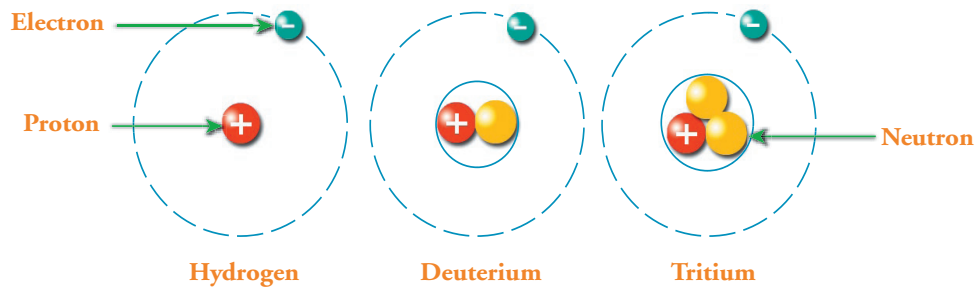 Electron
-
-
-
Proton
+
+
+
Neutron
Hydrogen
Deuterium
Tritium